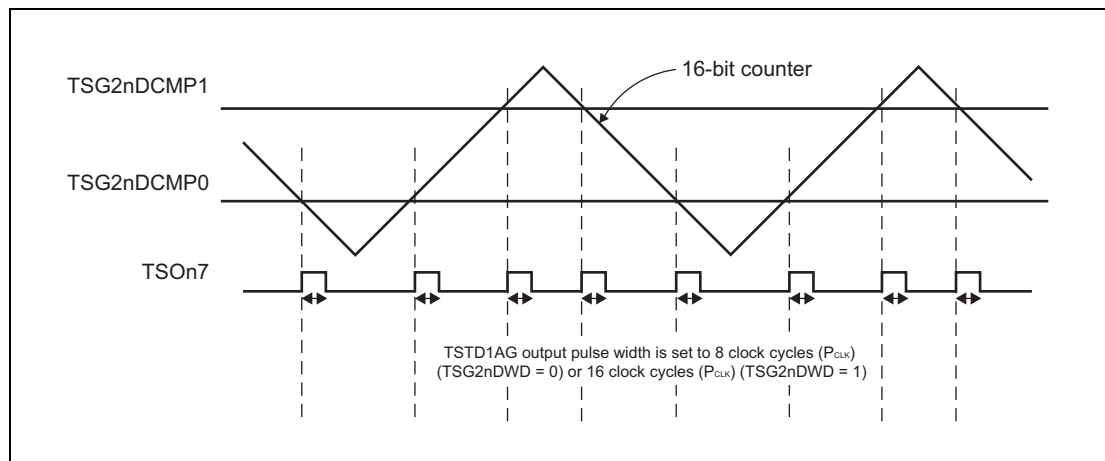 16-bit counter
TSG2nDCMP1
TSG2nDCMP0
TSOn7
TSTD1AG output pulse width is set to 8 clock cycles (PCLK)
(TSG2nDWD = 0) or 16 clock cycles (PCLK) (TSG2nDWD = 1)